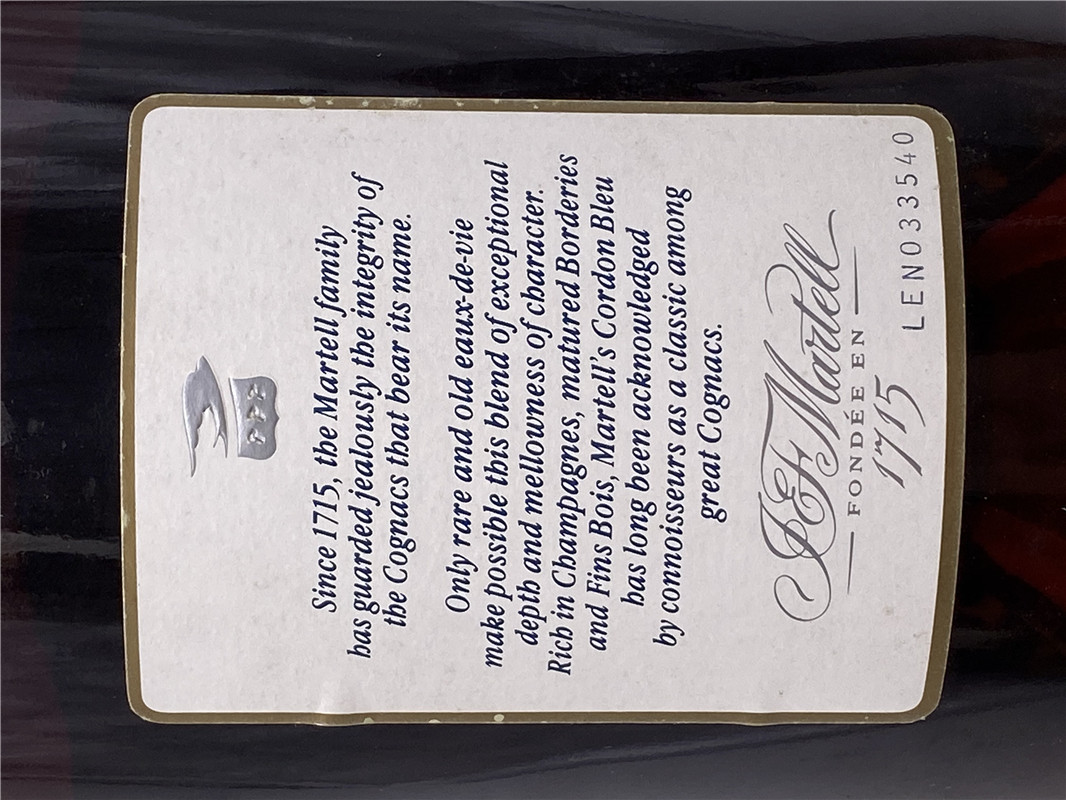 Since 1715, the Martell family
has guarded jealously the integrity of
the Cognacs that bear its name.
Only rare and old eaux-de-vie
make possible this blend of exceptional
depth and mellowness of character.
Rich in Champagnes, matured Borderies
and Fins Bois, Martell's Cordon Bleu
has long been acknowledged
by connoisseurs as a classic among
great Cognacs.
J&F Martell
FONDÉE EN
1715
LEN033540